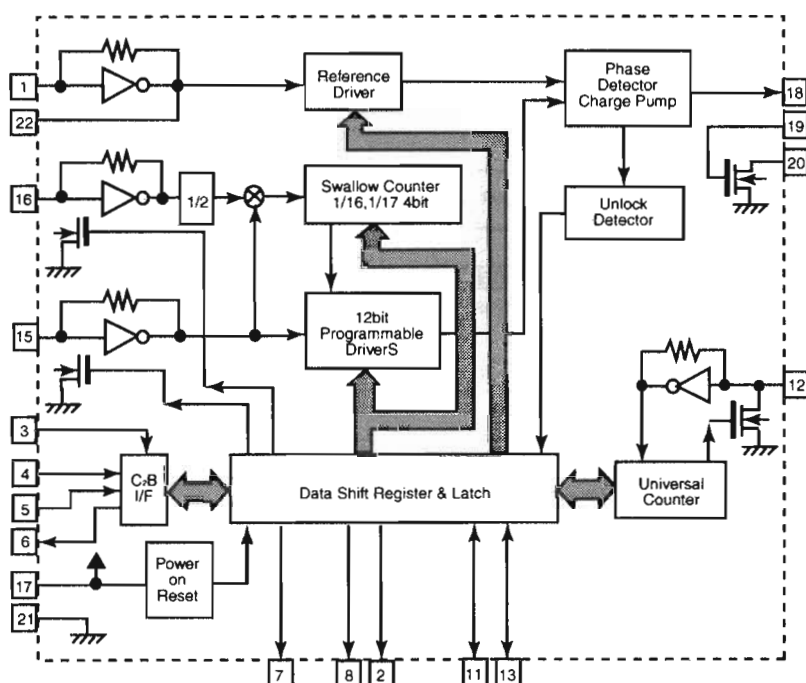 1
Reference
Driver
Phase
Detector
Charge Pump
18
22
19
20
16
1/2
Swallow Counter
1/16,1/17 4bit
Unlock
Detector
15
12bit
Programmable
DriverS
12
3
4
5
6
C₂B
I/F
Data Shift Register & Latch
Universal
Counter
17
Power
on
Reset
21
7
8
2
11
13